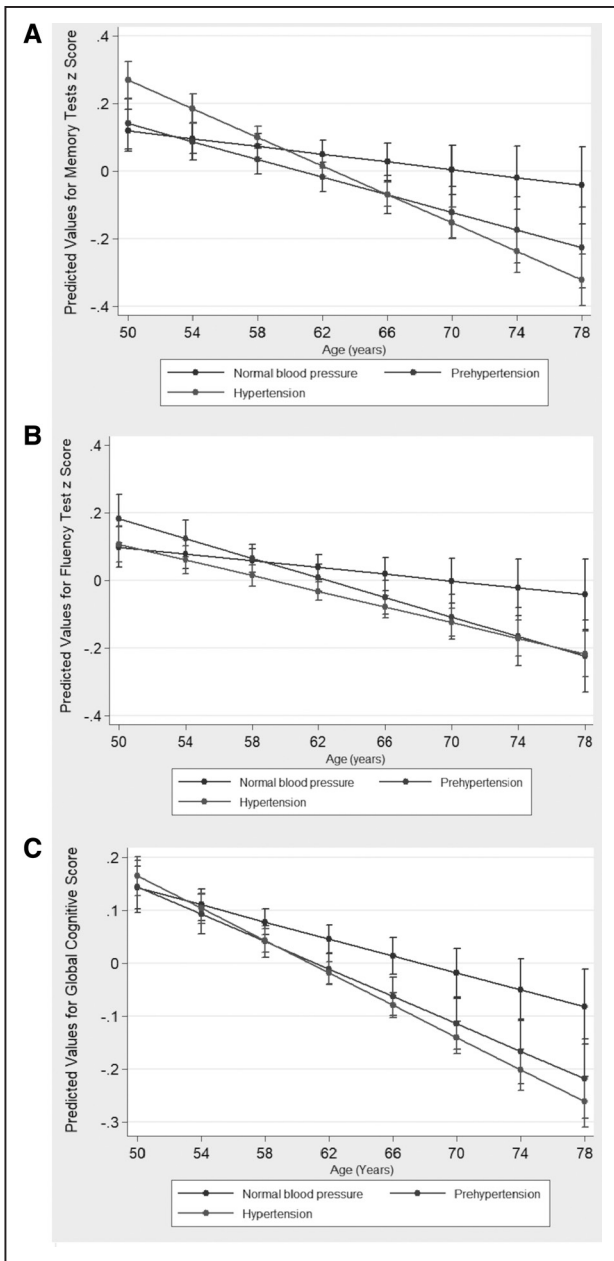 A
Predicted Values for Memory Tests z Score
.4
.2
0
-.2
-.4
50 54 58 62 66 70 74 78
Age (years)
Normal blood pressure Prehypertension
Hypertension
B
Predicted Values for Fluency Test z Score
.4
.2
0
-.2
-.4
50 54 58 62 66 70 74 78
Age (years)
Normal blood pressure Prehypertension
Hypertension
C
Predicted Values for Global Cognitive Score
.2
.1
0
-.1
-.2
-.3
50 54 58 62 66 70 74 78
Age (Years)
Normal blood pressure Prehypertension
Hypertension